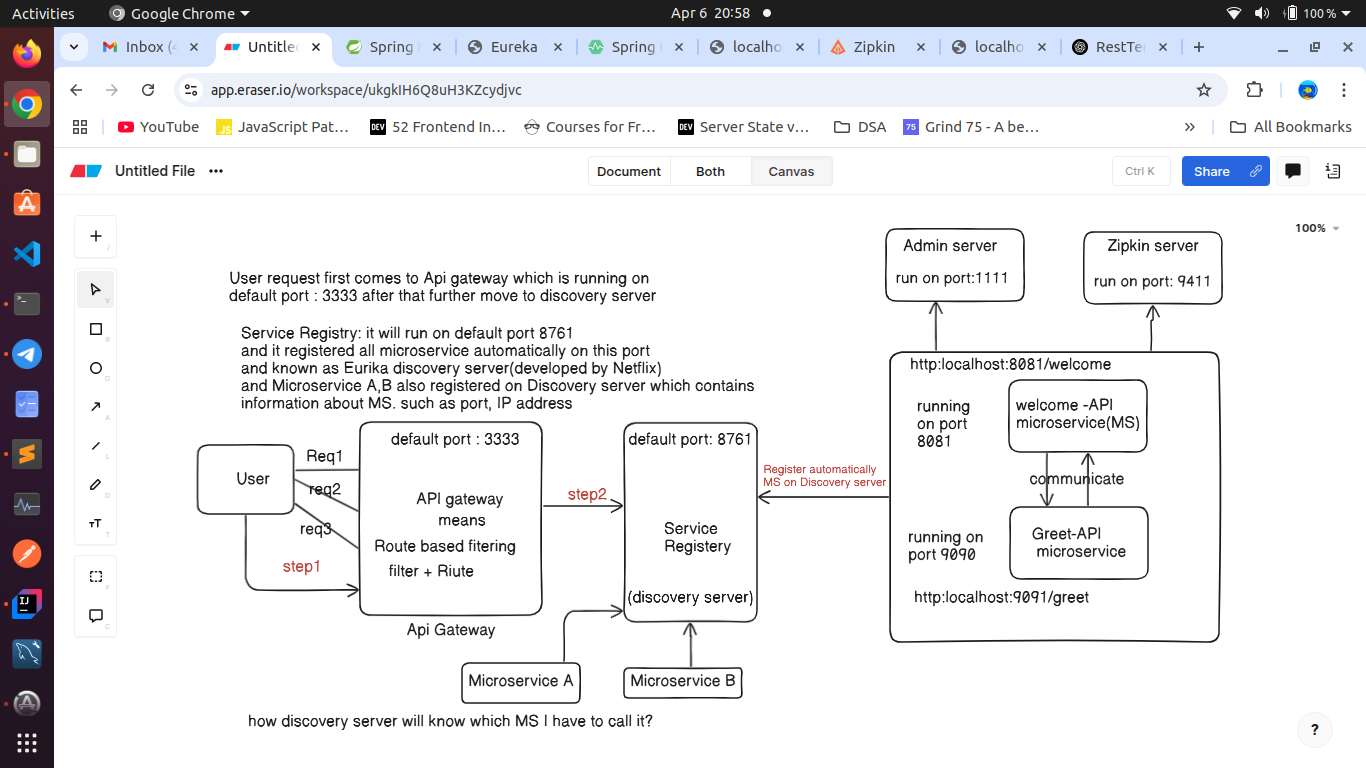 Activities
Google Chrome
Apr 6 20:58
100 %
Inbox (4
Untitle
Spring
Eureka
Spring
localho
Zipkin
localho
RestTe
app.eraser.io/workspace/ukgkIH6Q8uH3KZcydjvc
YouTube
JS
JavaScript Pat…
DEV
52 Frontend In…
Courses for Fr…
DEV
Server State v…
DSA
75
Grind 75 - A be…
»
All Bookmarks
Untitled File
Document
Both
Canvas
Ctrl K
Share
100%
Admin server
run on port:1111
Zipkin server
run on port: 9411
User request first comes to Api gateway which is running on
default port : 3333 after that further move to discovery server
Service Registry: it will run on default port 8761
and it registered all microservice automatically on this port
and known as Eurika discovery server(developed by Netflix)
and Microservice A,B also registered on Discovery server which contains
information about MS. such as port, IP address
User
Req1
req2
req3
step1
default port : 3333
API gateway
means
Route based fitering
filter + Riute
Api Gateway
step2
default port: 8761
Service
Registery
(discovery server)
Register automatically
MS on Discovery server
http:localhost:8081/welcome
running
on port
8081
welcome -API
microservice(MS)
communicate
running on
port 9090
Greet-API
microservice
http:localhost:9091/greet
Microservice A
Microservice B
how discovery server will know which MS I have to call it?
?